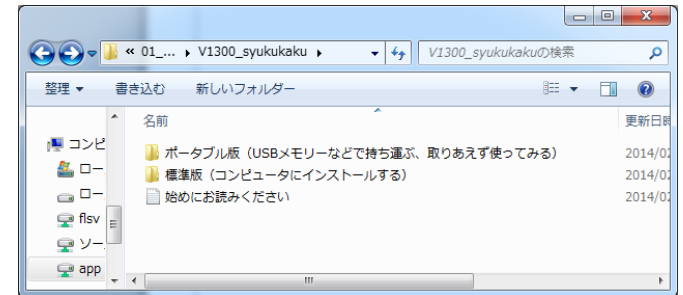 « 01_... ▸ V1300_syukukaku ▸
V1300_syukukakuの検索
整理 ▼ 書き込む 新しいフォルダー
名前 更新日時
ポータブル版（USBメモリーなどで持ち運ぶ、取りあえず使ってみる） 2014/02
標準版（コンピュータにインストールする） 2014/02
始めにお読みください 2014/02
コンピ
ロー
ロー
flsv
ソー
app